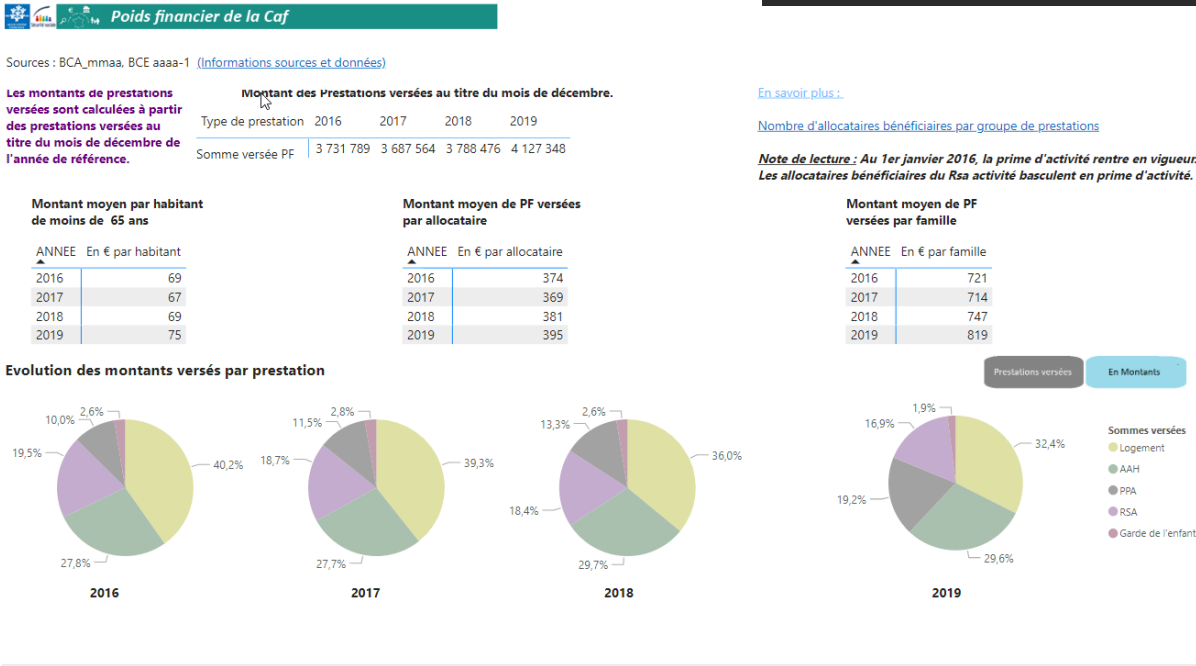 Poids financier de la Caf
Sources : BCA_mmaa, BCE aaaa-1 (Informations sources et données)
Les montants de prestations
versées sont calculées à partir
des prestations versées au
titre du mois de décembre de
l'année de référence.
Montant des Prestations versées au titre du mois de décembre.
Type de prestation 2016 2017 2018 2019
Somme versée PF 3 731 789 3 687 564 3 788 476 4 127 348
En savoir plus :
Nombre d'allocataires bénéficiaires par groupe de prestations
Note de lecture : Au 1er janvier 2016, la prime d'activité rentre en vigueur.
Les allocataires bénéficiaires du Rsa activité basculent en prime d'activité.
Montant moyen par habitant
de moins de 65 ans
ANNEE En € par habitant
2016 69
2017 67
2018 69
2019 75
Montant moyen de PF versées
par allocataire
ANNEE En € par allocataire
2016 374
2017 369
2018 381
2019 395
Montant moyen de PF
versées par famille
ANNEE En € par famille
2016 721
2017 714
2018 747
2019 819
Evolution des montants versés par prestation
Prestations versées
En Montants
2,6%
10,0%
19,5%
40,2%
27,8%
2016
2,8%
11,5%
18,7%
39,3%
27,7%
2017
2,6%
13,3%
36,0%
18,4%
29,7%
2018
1,9%
16,9%
32,4%
19,2%
29,6%
2019
Sommes versées
Logement
AAH
PPA
RSA
Garde de l'enfant